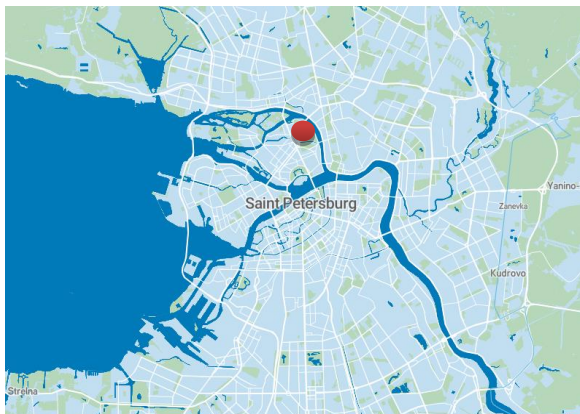 Yanino-
Saint Petersburg
Zanevka
Kudrovo
Strelna